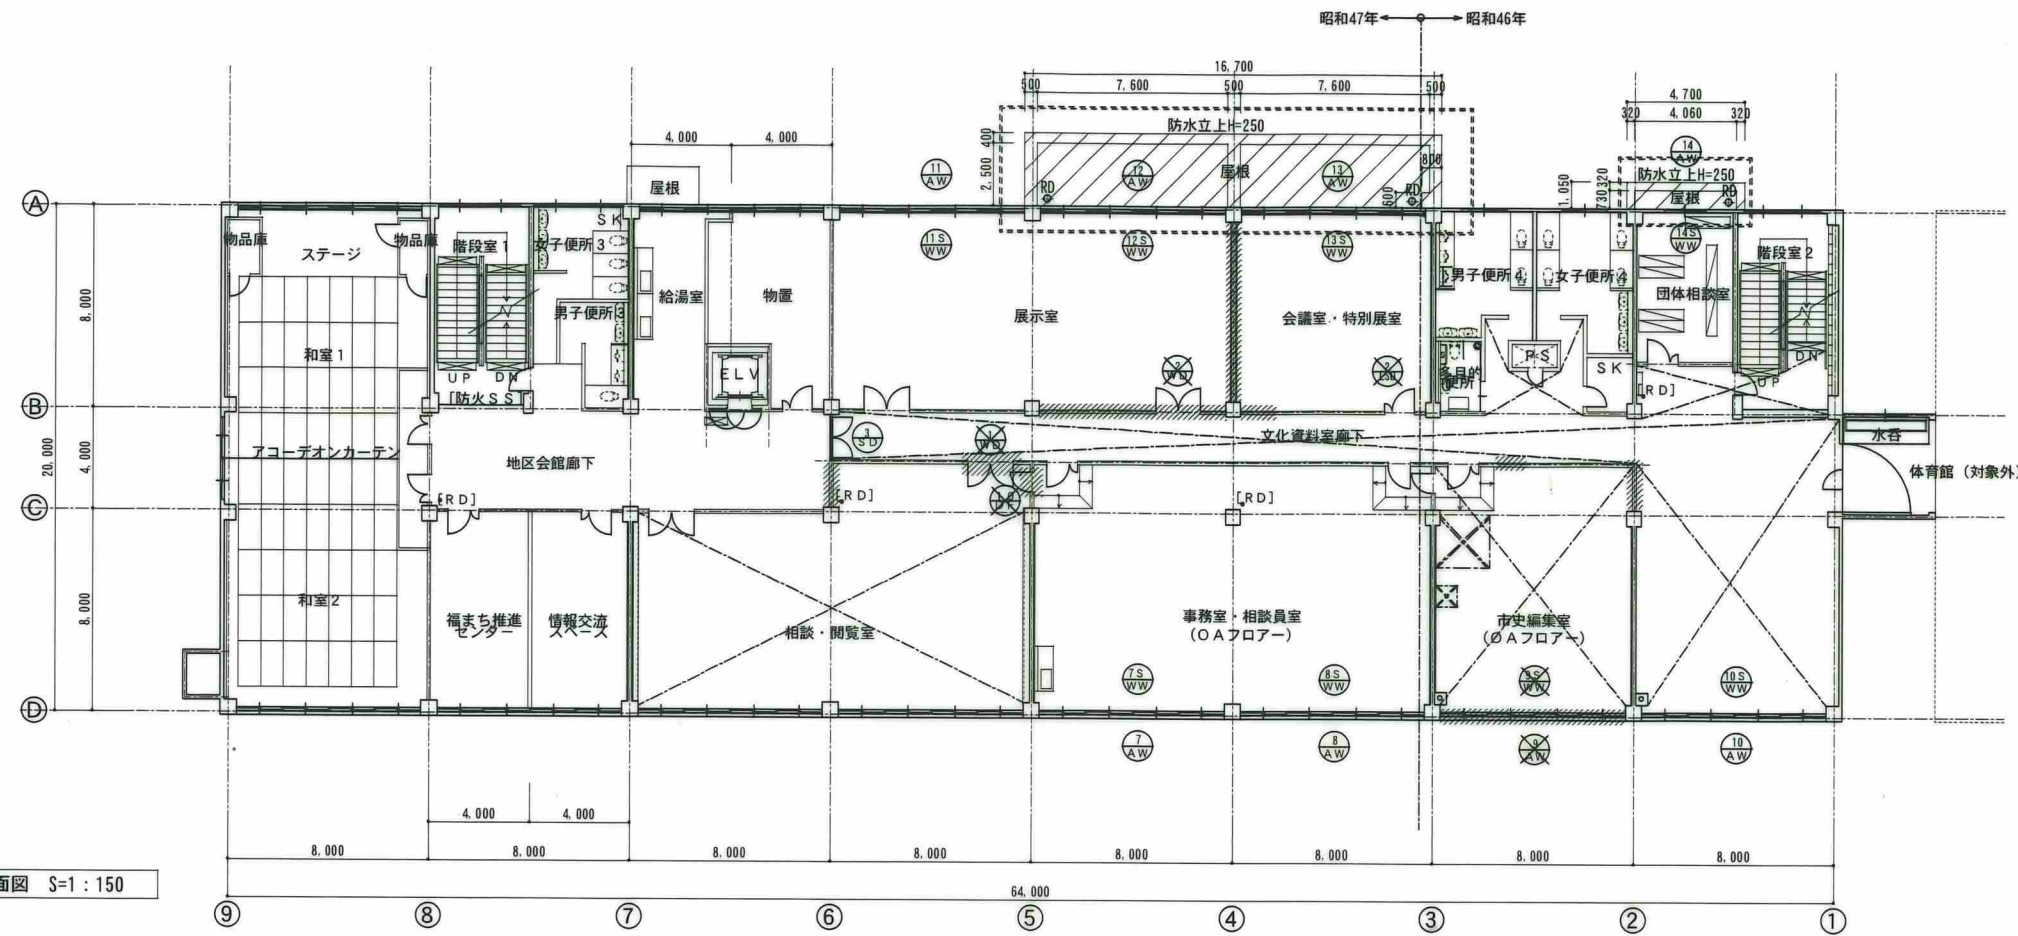 昭和47年
昭和46年
16,700
500
7,600
500
7,600
500
4,700
320
4,060
320
防水立上H=250
4,000
4,000
400
2,500
屋根
800
600
RD
RD
11
AW
12
AW
13
AW
14
AW
防水立上H=250
1,050
320
730
屋根
RD
屋根
A
物品庫
ステージ
物品庫
階段室1
女子便所3
SK
11S
WW
12S
WW
13S
WW
14S
WW
男子便所4
女子便所4
階段室2
団体相談室
給湯室
物置
展示室
会議室・特別展室
男子便所3
和室1
8,000
ELV
UP
DN
[防火SS]
2
WD
2
LSD
多目的
便所
PS
SK
[RD]
UP
DN
B
アコーデオンカーテン
地区会館廊下
3
SD
1
WD
文化資料室廊下
水呑
体育館（対象外）
20,000
4,000
[RD]
[RD]
[RD]
C
和室2
福まち推進
センター
情報交流
スペース
相談・閲覧室
事務室・相談員室
（OAフロアー）
市史編集室
（OAフロアー）
8,000
7S
WW
8S
WW
9S
WW
10S
WW
D
7
AW
8
AW
9
AW
10
AW
4,000
4,000
8,000
8,000
8,000
8,000
8,000
8,000
8,000
8,000
64,000
面図 S=1：150
9
8
7
6
5
4
3
2
1